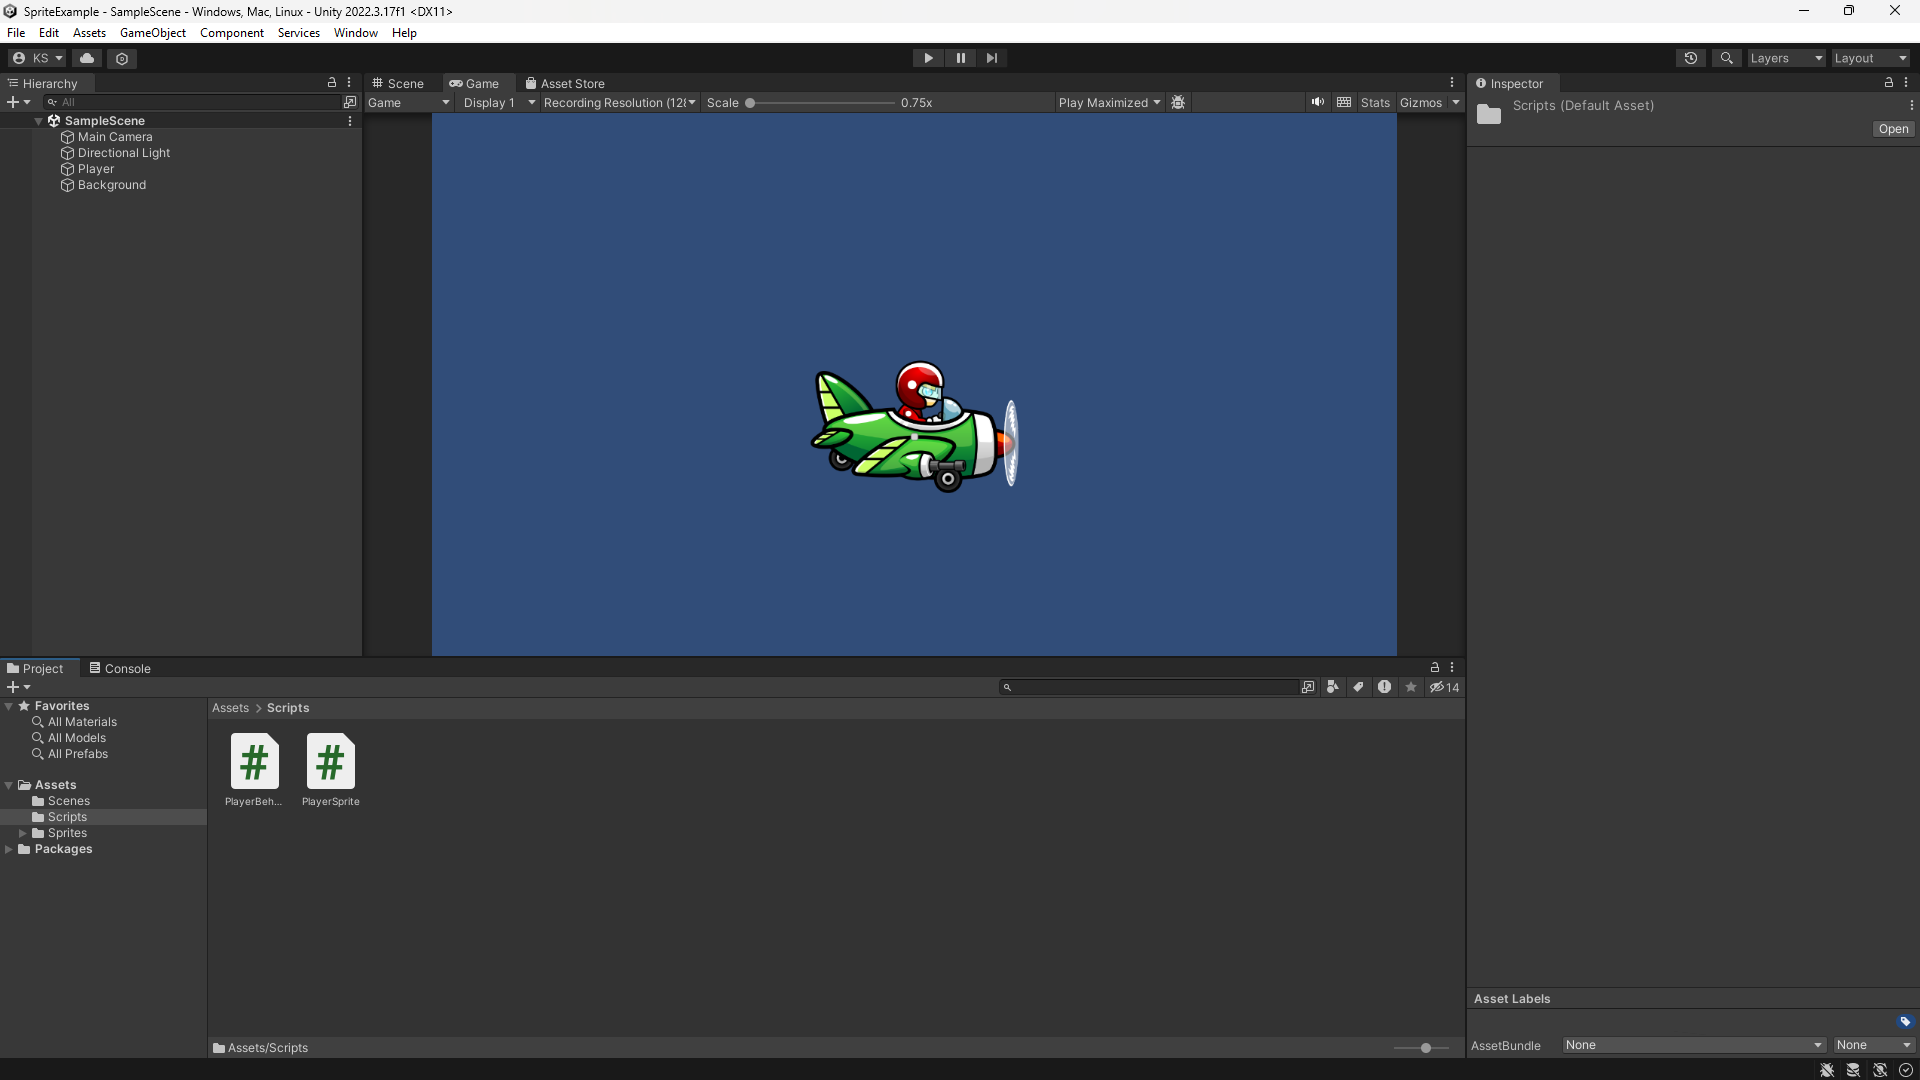 SpriteExample - SampleScene - Windows, Mac, Linux - Unity 2022.3.17f1 <DX11>
File Edit Assets GameObject Component Services Window Help
KS Layers Layout
Hierarchy
All
SampleScene
Main Camera
Directional Light
Player
Background
Scene Game Asset Store
Game Display 1 Recording Resolution (128 Scale 0.75x Play Maximized Stats Gizmos
Inspector
Scripts (Default Asset)
Open
Project Console
14
Favorites
All Materials
All Models
All Prefabs
Assets
Scenes
Scripts
Sprites
Packages
Assets > Scripts
#
#
PlayerBeh...
PlayerSprite
Assets/Scripts
Asset Labels
AssetBundle None None